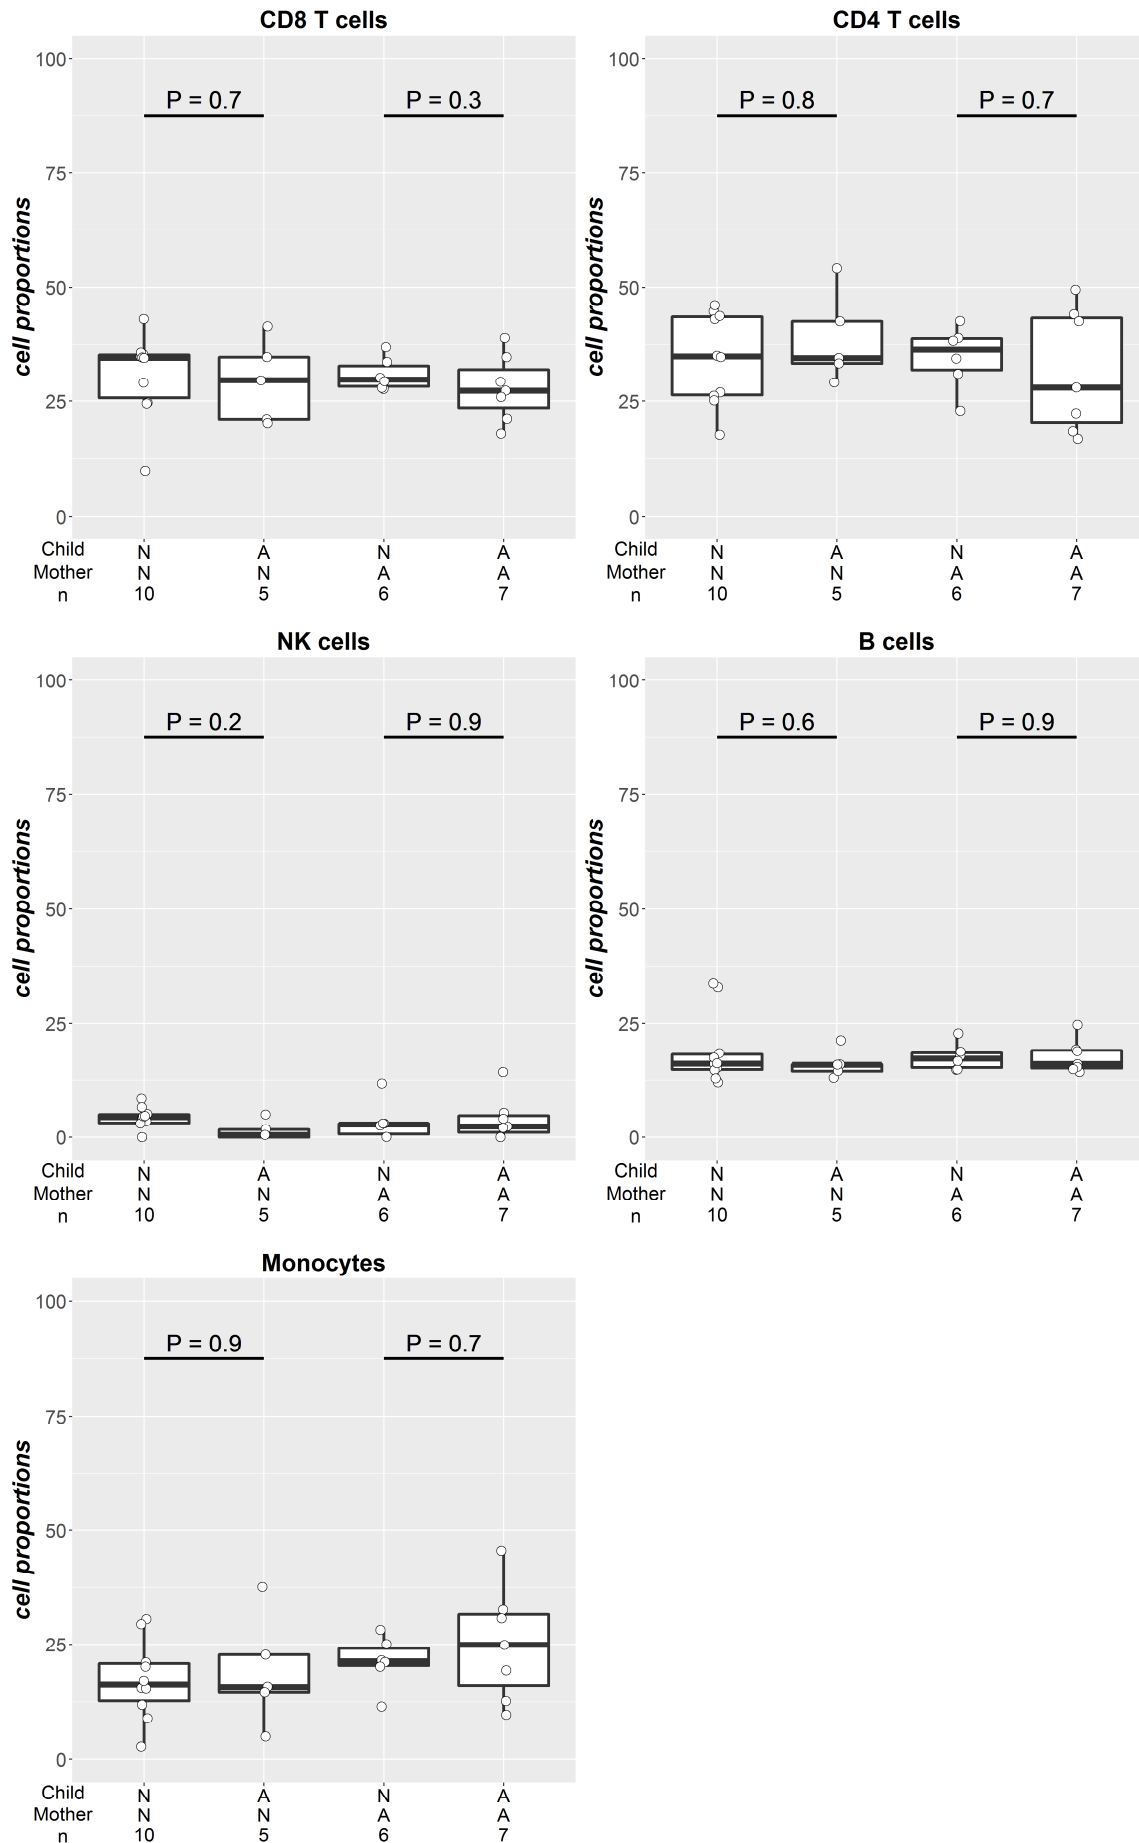 CD8 T cells
cell proportions
100
75
50
25
0
P = 0.7 P = 0.3
Child N A N A
Mother N N A A
n 10 5 6 7
CD4 T cells
cell proportions
100
75
50
25
0
P = 0.8 P = 0.7
Child N A N A
Mother N N A A
n 10 5 6 7
NK cells
cell proportions
100
75
50
25
0
P = 0.2 P = 0.9
Child N A N A
Mother N N A A
n 10 5 6 7
B cells
cell proportions
100
75
50
25
0
P = 0.6 P = 0.9
Child N A N A
Mother N N A A
n 10 5 6 7
Monocytes
cell proportions
100
75
50
25
0
P = 0.9 P = 0.7
Child N A N A
Mother N N A A
n 10 5 6 7